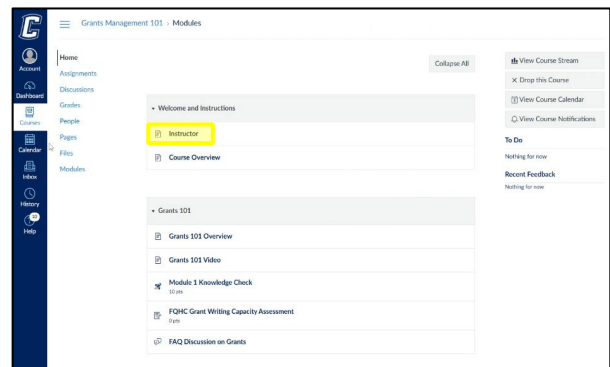 Grants Management 101 › Modules
Account
Dashboard
Courses
Calendar
Inbox
History
10
Help
Home
Assignments
Discussions
Grades
People
Pages
Files
Modules
Collapse All
Welcome and Instructions
Instructor
Course Overview
Grants 101
Grants 101 Overview
Grants 101 Video
Module 1 Knowledge Check
10 pts
FQHC Grant Writing Capacity Assessment
0 pts
FAQ Discussion on Grants
View Course Stream
Drop this Course
View Course Calendar
View Course Notifications
To Do
Nothing for now
Recent Feedback
Nothing for now